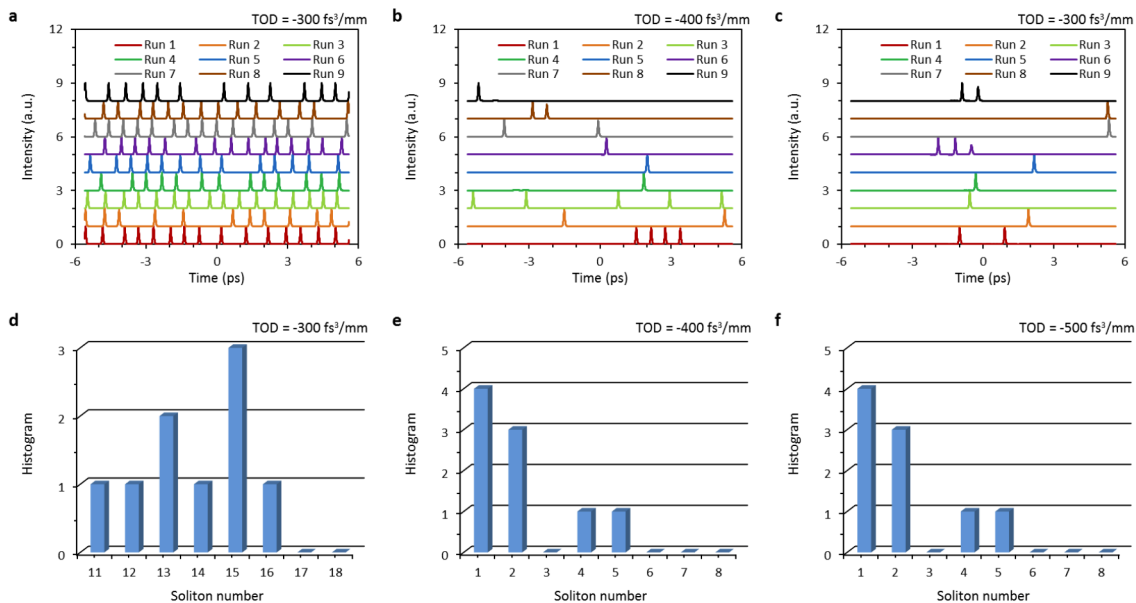 a TOD = -300 fs³/mm
12
9
6
3
0
Intensity (a.u.)
Run 1 Run 2 Run 3
Run 4 Run 5 Run 6
Run 7 Run 8 Run 9
-6 -3 0 3 6
Time (ps)
b TOD = -400 fs³/mm
12
9
6
3
0
Intensity (a.u.)
Run 1 Run 2 Run 3
Run 4 Run 5 Run 6
Run 7 Run 8 Run 9
-6 -3 0 3 6
Time (ps)
c TOD = -300 fs³/mm
12
9
6
3
0
Intensity (a.u.)
Run 1 Run 2 Run 3
Run 4 Run 5 Run 6
Run 7 Run 8 Run 9
-6 -3 0 3 6
Time (ps)
d TOD = -300 fs³/mm
3
2
1
0
Histogram
11 12 13 14 15 16 17 18
Soliton number
e TOD = -400 fs³/mm
5
4
3
2
1
0
Histogram
1 2 3 4 5 6 7 8
Soliton number
f TOD = -500 fs³/mm
5
4
3
2
1
0
Histogram
1 2 3 4 5 6 7 8
Soliton number